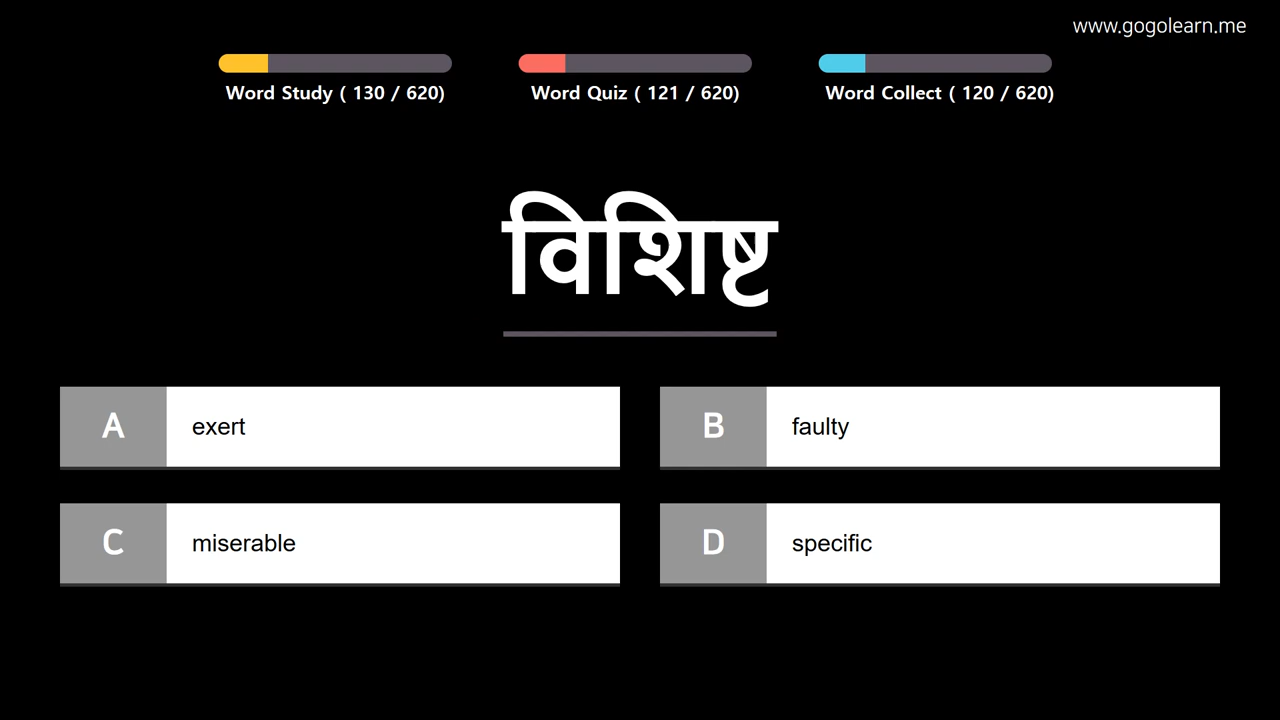 www.gogolearn.me
Word Study ( 130 / 620)
Word Quiz ( 121 / 620)
Word Collect ( 120 / 620)
विशिष्ट
A exert
B faulty
C miserable
D specific